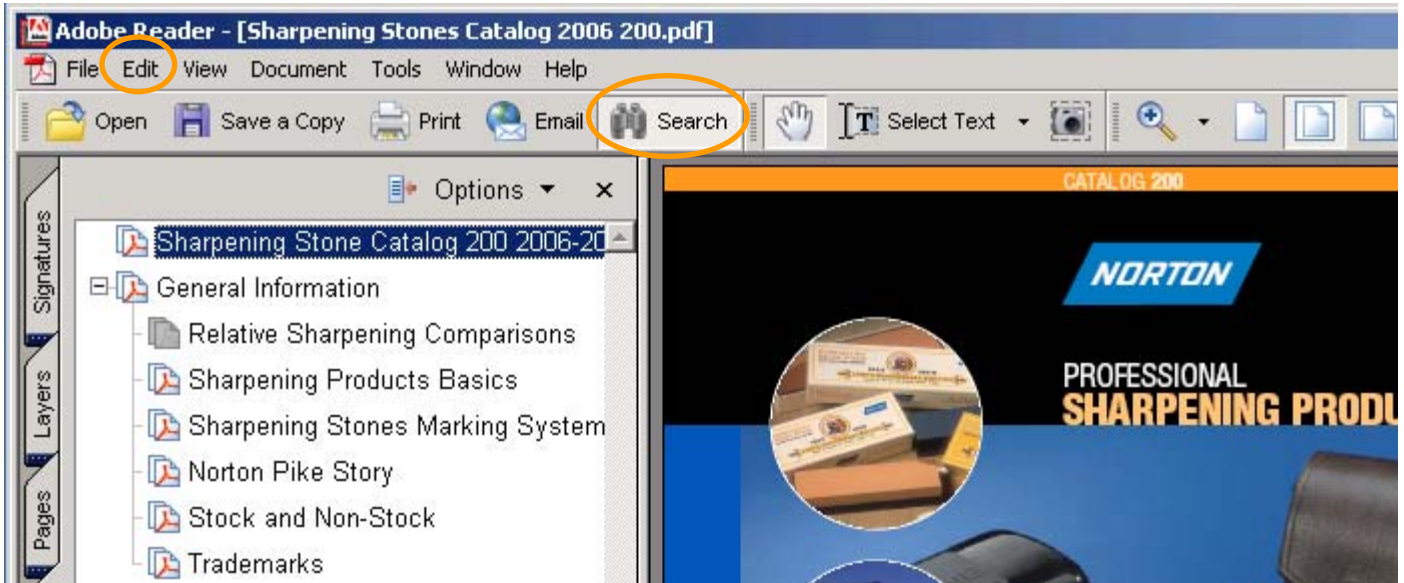 Adobe Reader - [Sharpening Stones Catalog 2006 200.pdf]
File Edit View Document Tools Window Help
Open Save a Copy Print Email Search Select Text
Options
Signatures
Layers
Pages
Sharpening Stone Catalog 200 2006-20
General Information
Relative Sharpening Comparisons
Sharpening Products Basics
Sharpening Stones Marking System
Norton Pike Story
Stock and Non-Stock
Trademarks
CATALOG 200
NORTON
PROFESSIONAL
SHARPENING PRODU